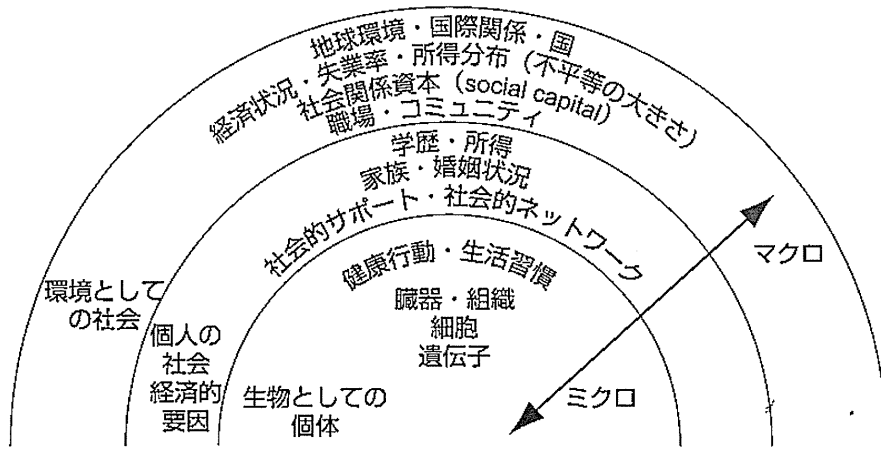 地球環境・国際関係・国
経済状況・失業率・所得分布（不平等の大きさ）
社会関係資本（social capital）
職場・コミュニティ
学歴・所得
家族・婚姻状況
社会的サポート・社会的ネットワーク
健康行動・生活習慣
臓器・組織
細胞
遺伝子
マクロ
環境として
の社会
個人の
社会
経済的
要因
生物としての
個体
ミクロ